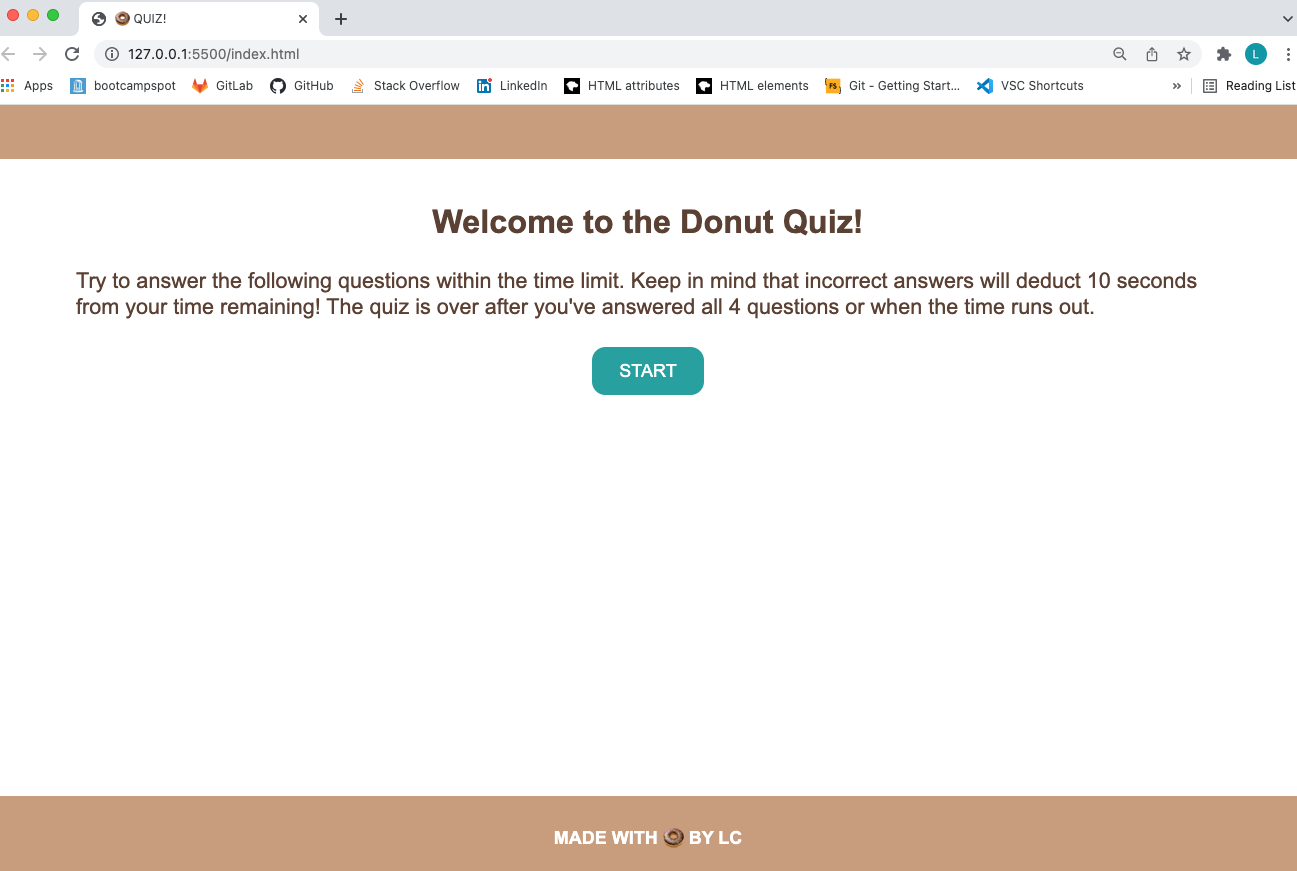 🍩 QUIZ!
127.0.0.1:5500/index.html
L
Apps
bootcampspot
GitLab
GitHub
Stack Overflow
in LinkedIn
HTML attributes
HTML elements
FS Git - Getting Start...
VSC Shortcuts
»
Reading List
Welcome to the Donut Quiz!
Try to answer the following questions within the time limit. Keep in mind that incorrect answers will deduct 10 seconds
from your time remaining! The quiz is over after you've answered all 4 questions or when the time runs out.
START
MADE WITH 🍩 BY LC